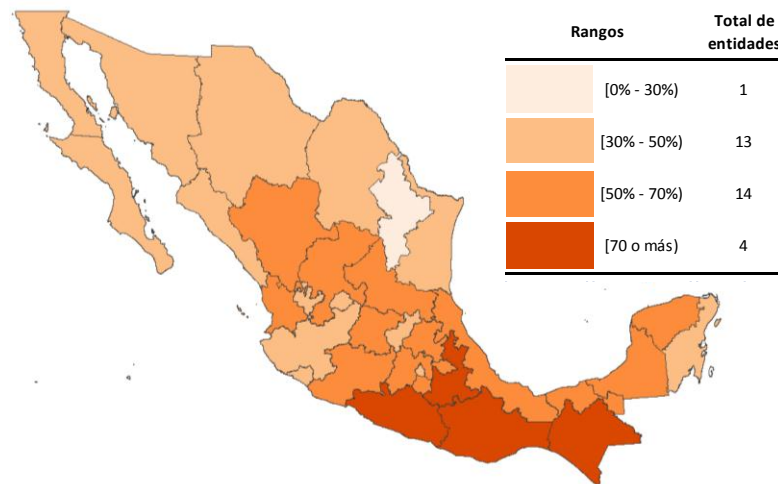 Rangos
Total de
entidades
[0% - 30%) 1
[30% - 50%) 13
[50% - 70%) 14
[70 o más) 4